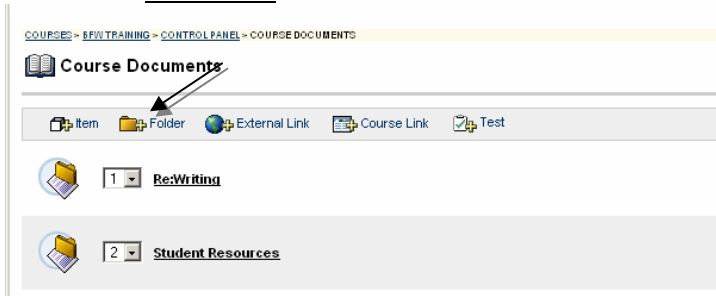 COURSES > BFW TRAINING > CONTROL PANEL > COURSE DOCUMENTS
Course Documents
Item Folder External Link Course Link Test
1 Re:Writing
2 Student Resources